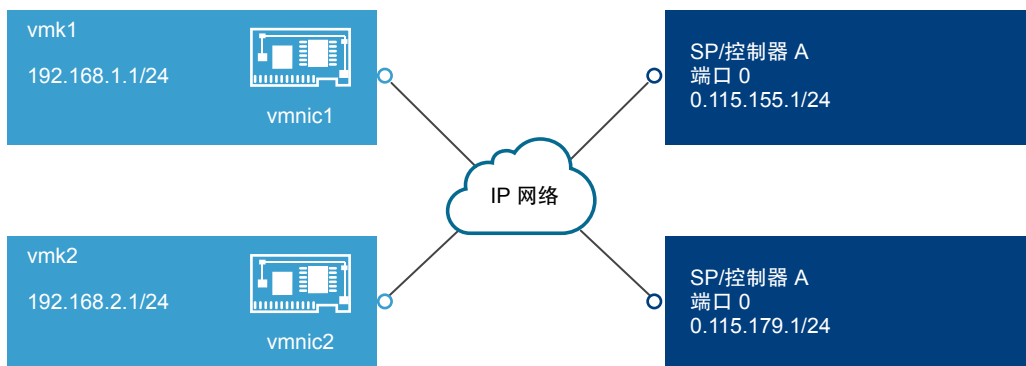 vmk1
192.168.1.1/24
vmnic1
SP/控制器 A
端口 0
0.115.155.1/24
IP 网络
vmk2
192.168.2.1/24
vmnic2
SP/控制器 A
端口 0
0.115.179.1/24